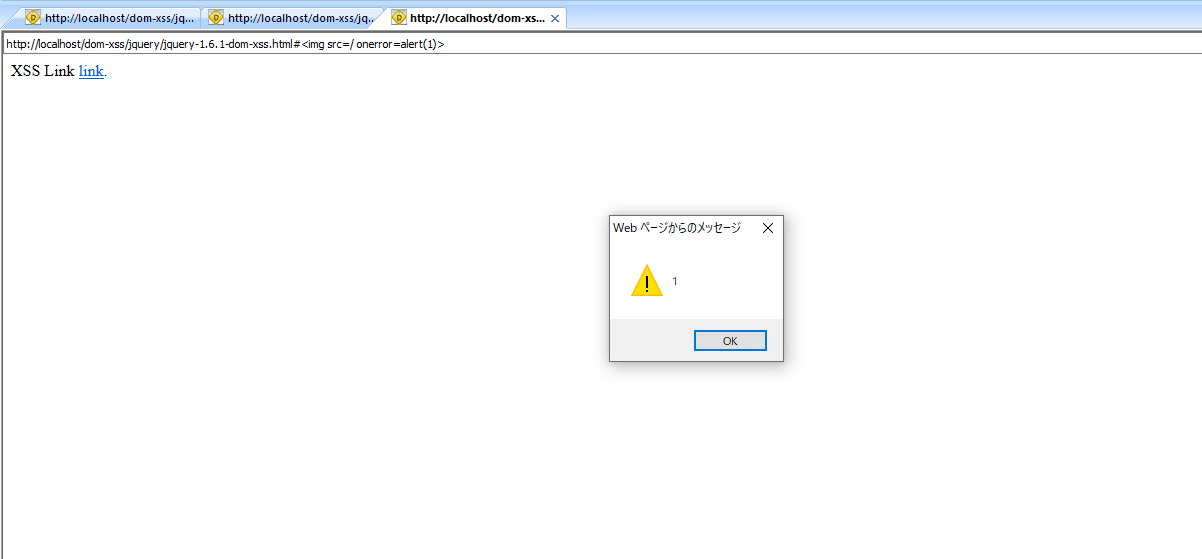 http://localhost/dom-xss/jq...
http://localhost/dom-xss/jq...
http://localhost/dom-xs...
http://localhost/dom-xss/jquery/jquery-1.6.1-dom-xss.html#<img src=/ onerror=alert(1)>
XSS Link link.
Web ページからのメッセージ
1
OK